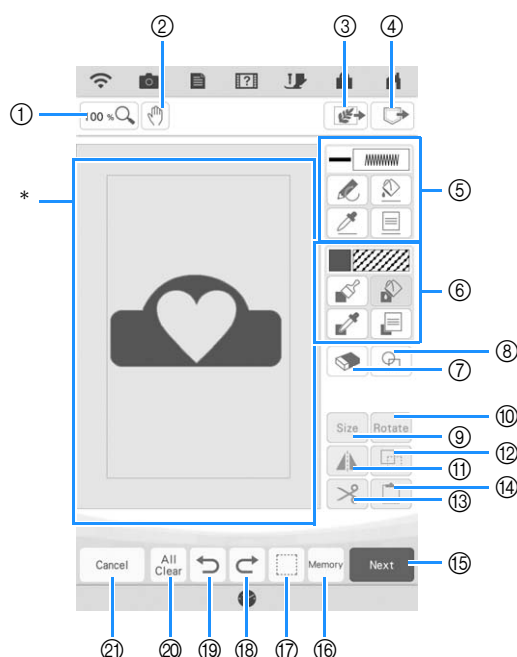 ② ③ ④
① 100 %
*
⑤
⑥
⑧
⑦
Size Rotate ⑩
⑨
⑫
⑪
⑭
⑬
Cancel All Clear Memory Next ⑮
㉑ ⑳ ⑲ ⑱ ⑰ ⑯